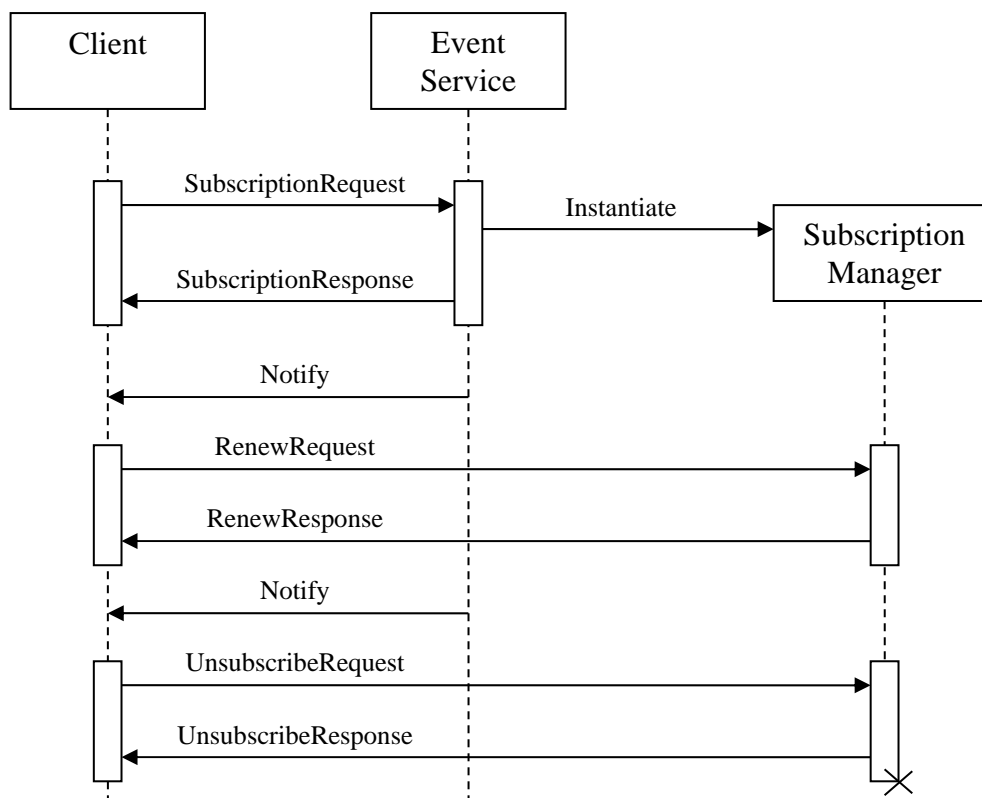 Client
Event
Service
SubscriptionRequest
Instantiate
Subscription
Manager
SubscriptionResponse
Notify
RenewRequest
RenewResponse
Notify
UnsubscribeRequest
UnsubscribeResponse